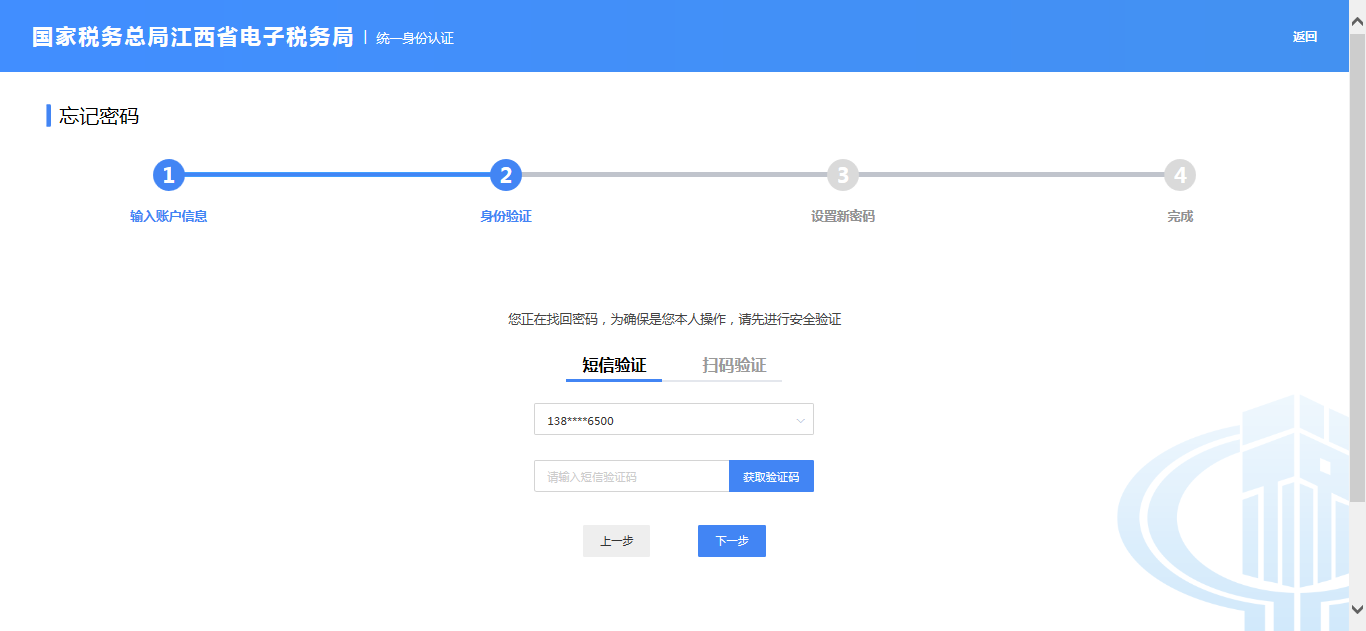 国家税务总局江西省电子税务局 | 统一身份认证 返回
忘记密码
1 2 3 4
输入账户信息 身份验证 设置新密码 完成
您正在找回密码，为确保是您本人操作，请先进行安全验证
短信验证 扫码验证
138****6500
请输入短信验证码 获取验证码
上一步 下一步